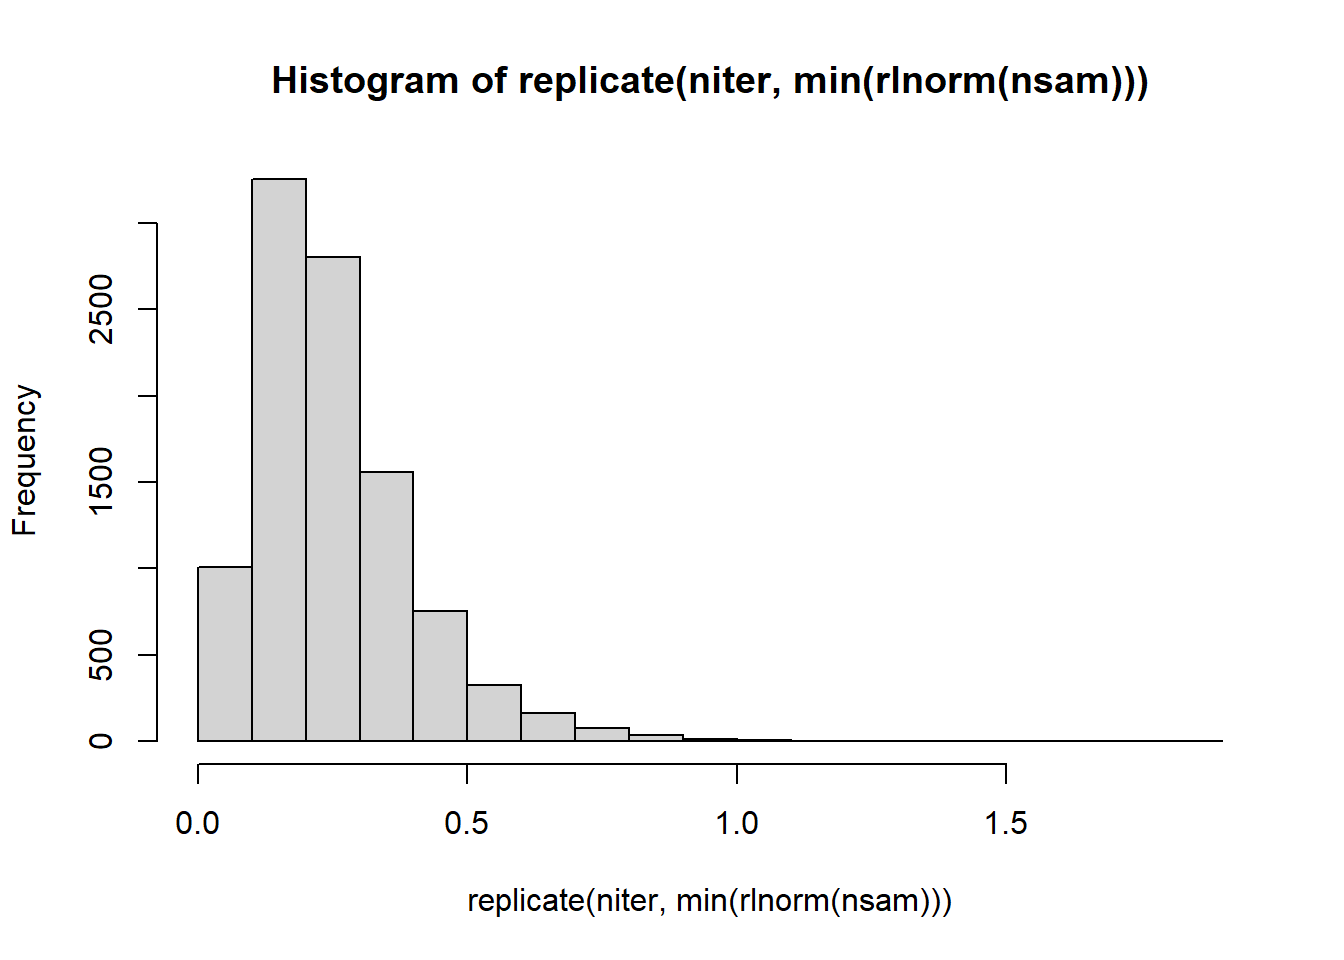 Histogram of replicate(niter, min(rlnorm(nsam)))
Frequency
2500
1500
500
0
0.0 0.5 1.0 1.5
replicate(niter, min(rlnorm(nsam)))